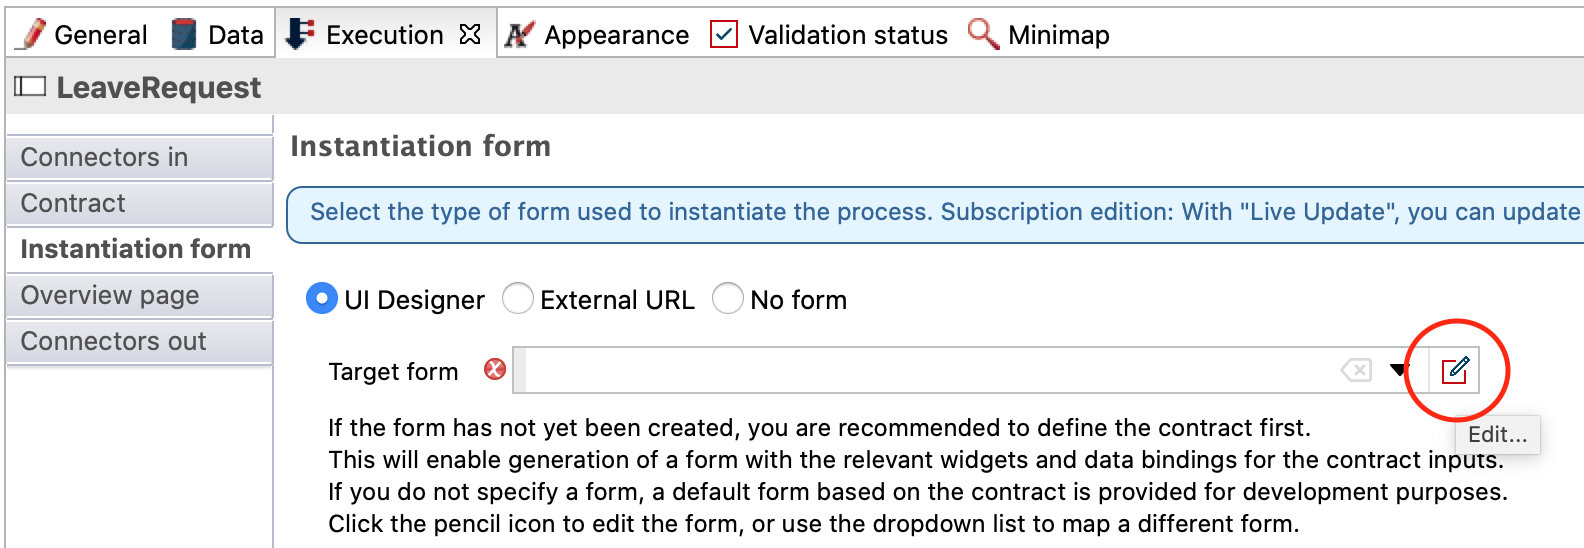 General Data Execution Appearance Validation status Minimap
LeaveRequest
Instantiation form
Connectors in
Select the type of form used to instantiate the process. Subscription edition: With "Live Update", you can update
Contract
Instantiation form
Overview page
UI Designer External URL No form
Connectors out
Target form
If the form has not yet been created, you are recommended to define the contract first.
Edit...
This will enable generation of a form with the relevant widgets and data bindings for the contract inputs.
If you do not specify a form, a default form based on the contract is provided for development purposes.
Click the pencil icon to edit the form, or use the dropdown list to map a different form.